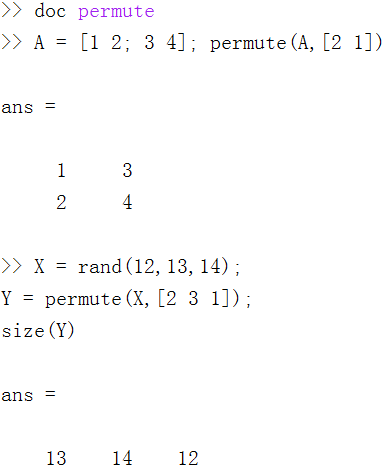 >> doc permute
>> A = [1 2; 3 4]; permute(A,[2 1])
ans =
1 3
2 4
>> X = rand(12,13,14);
Y = permute(X,[2 3 1]);
size(Y)
ans =
13 14 12